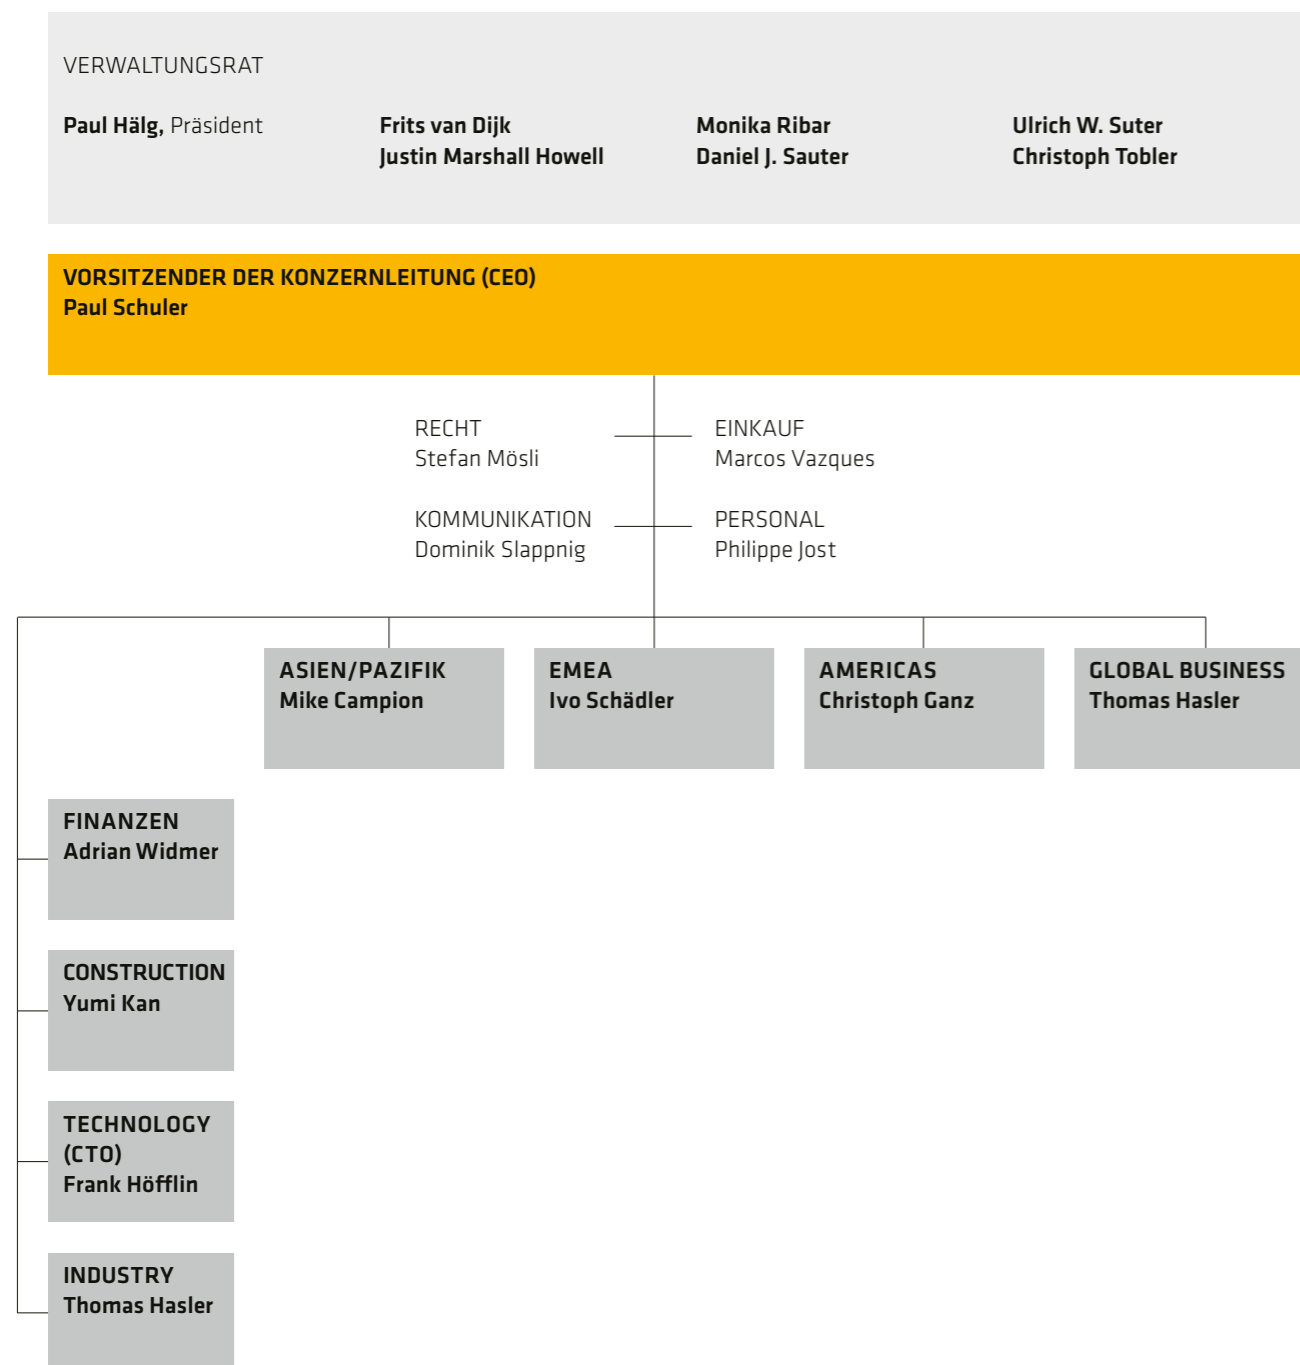 VERWALTUNGSRAT
Paul Hälg, Präsident
Frits van Dijk
Justin Marshall Howell
Monika Ribar
Daniel J. Sauter
Ulrich W. Suter
Christoph Tobler
VORSITZENDER DER KONZERNLEITUNG (CEO)
Paul Schuler
RECHT
Stefan Mösli
EINKAUF
Marcos Vazques
KOMMUNIKATION
Dominik Slappnig
PERSONAL
Philippe Jost
ASIEN/PAZIFIK
Mike Campion
EMEA
Ivo Schädler
AMERICAS
Christoph Ganz
GLOBAL BUSINESS
Thomas Hasler
FINANZEN
Adrian Widmer
CONSTRUCTION
Yumi Kan
TECHNOLOGY
(CTO)
Frank Höfflin
INDUSTRY
Thomas Hasler